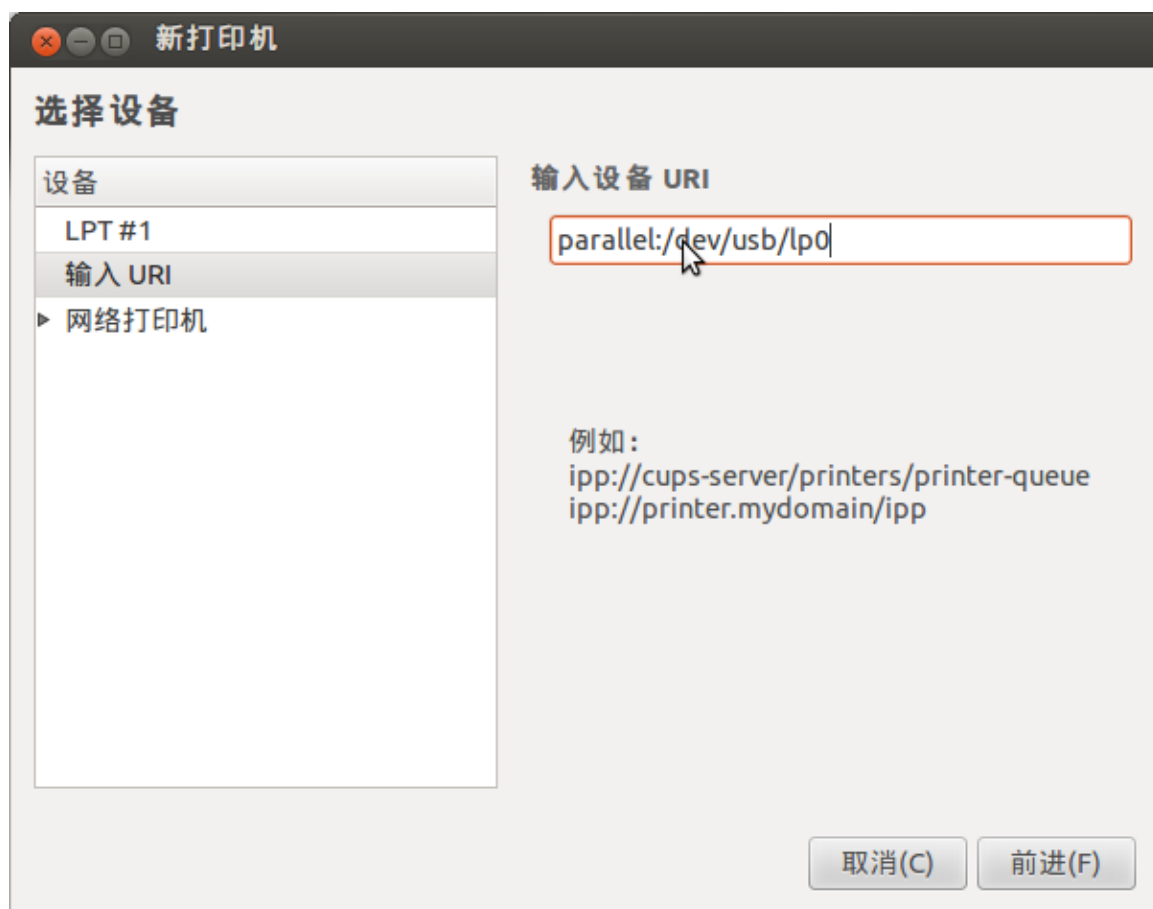 新打印机
选择设备
设备
LPT #1
输入 URI
网络打印机
输入设备 URI
parallel:/dev/usb/lp0
例如：
ipp://cups-server/printers/printer-queue
ipp://printer.mydomain/ipp
取消(C)
前进(F)